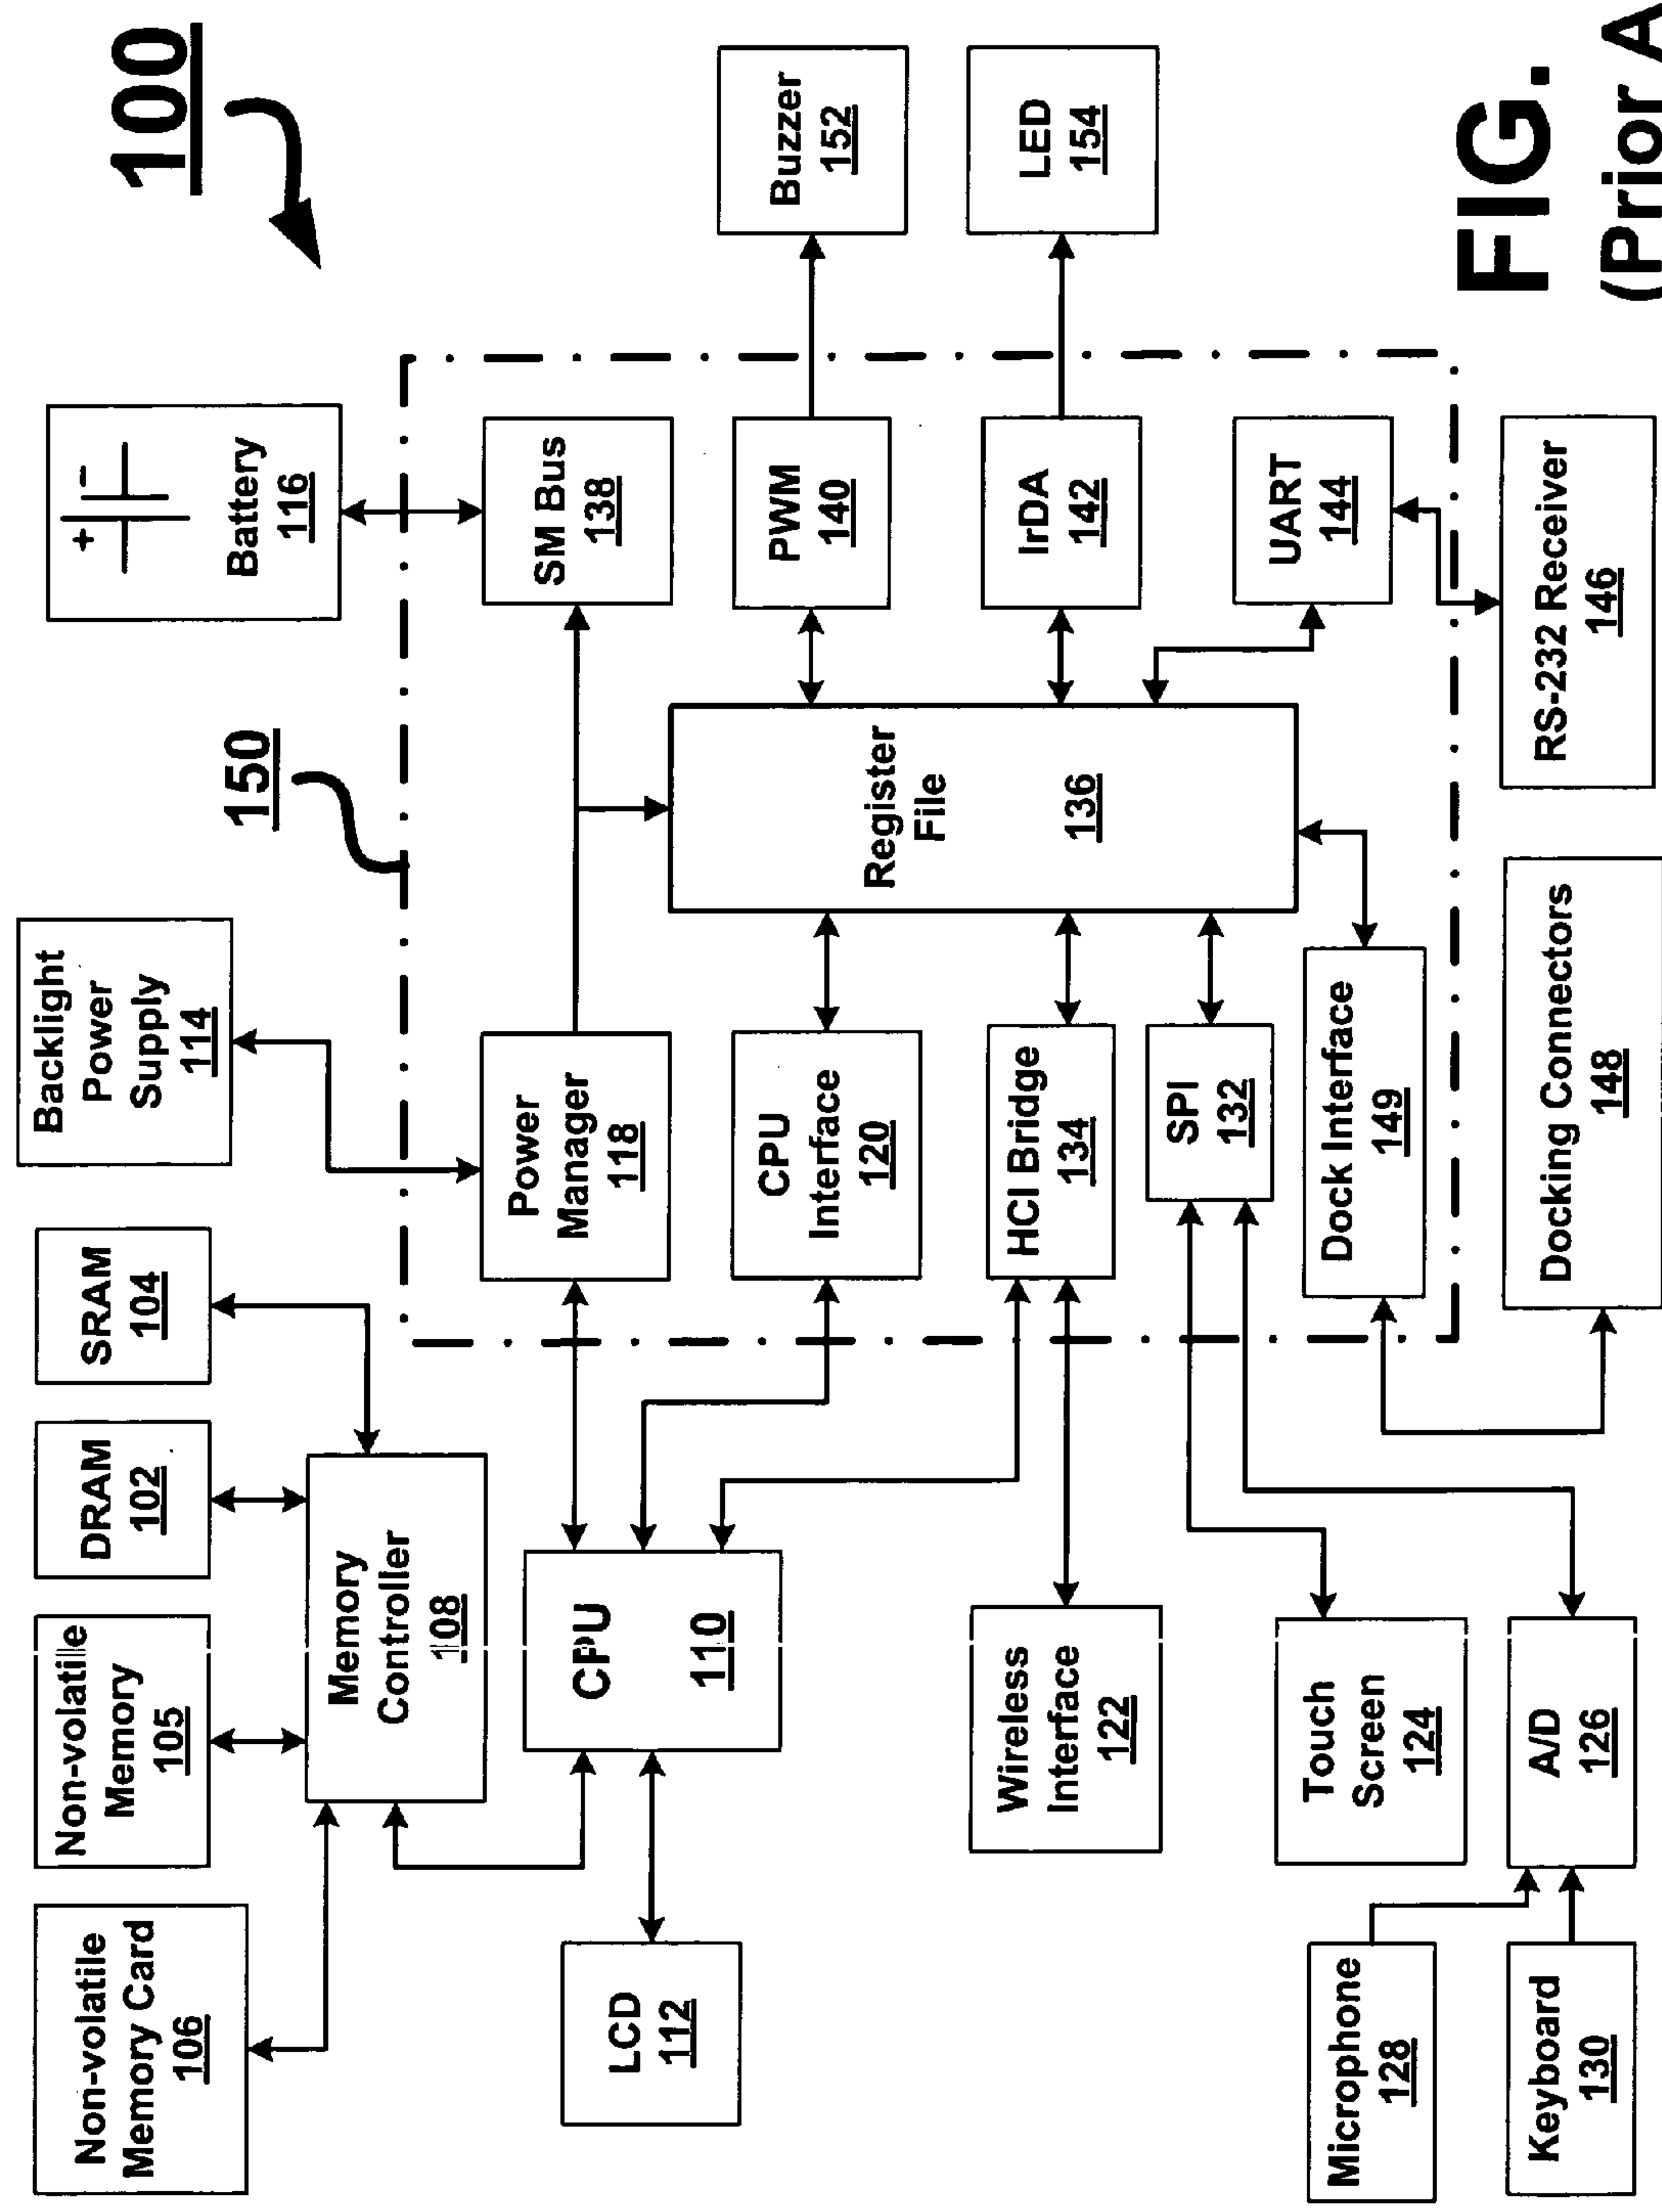 100
Non-volatile
Memory Card
106
Non-volatile
Memory
105
DRAM
102
SRAM
104
Backlight
Power
Supply
114
+
-
Battery
116
150
Memory
Controller
108
CPU
110
LCD
112
Power
Manager
118
SM Bus
138
CPU
Interface
120
Register
File
136
PWM
140
Buzzer
152
Wireless
Interface
122
HCI Bridge
134
IrDA
142
LED
154
Touch
Screen
124
SPI
132
UART
144
Microphone
128
Keyboard
130
A/D
126
Dock Interface
149
Docking Connectors
148
RS-232 Receiver
146
FIG.
(Prior A